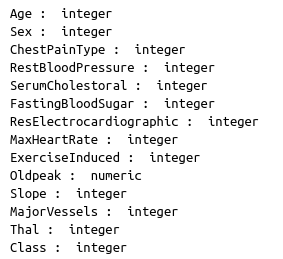 Age :  integer
Sex :  integer
ChestPainType :  integer
RestBloodPressure :  integer
SerumCholestoral :  integer
FastingBloodSugar :  integer
ResElectrocardiographic :  integer
MaxHeartRate :  integer
ExerciseInduced :  integer
Oldpeak :  numeric
Slope :  integer
MajorVessels :  integer
Thal :  integer
Class :  integer